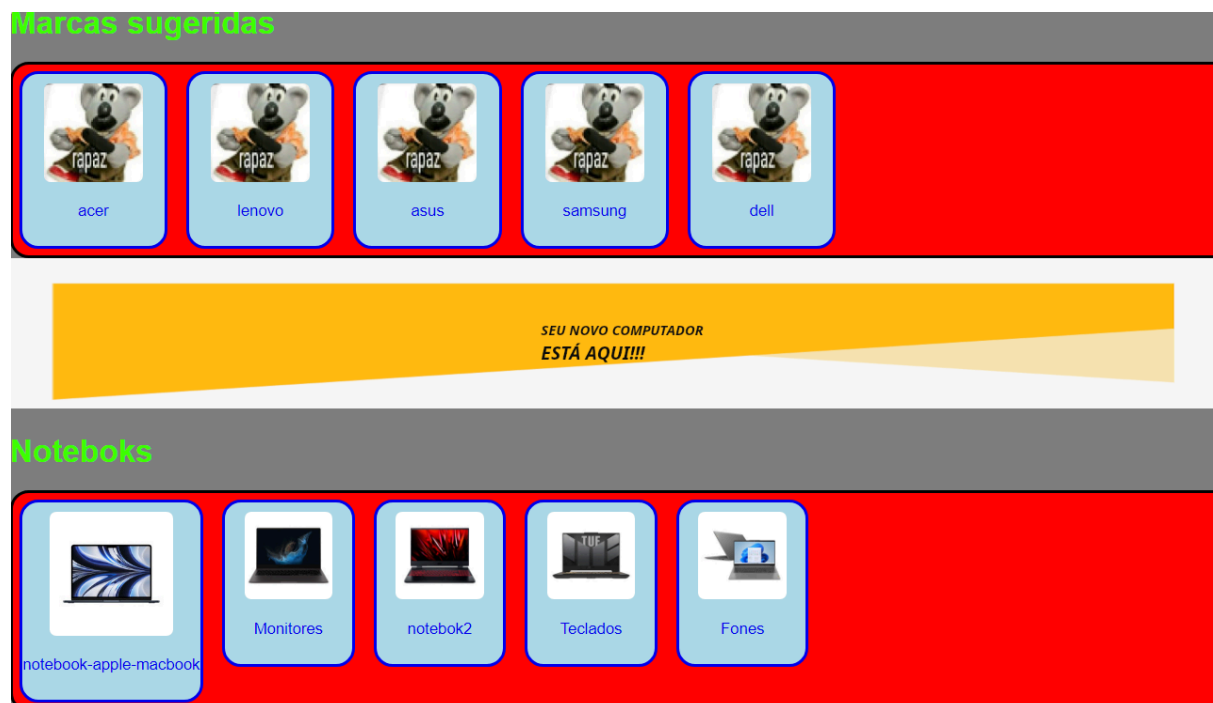 Marcas sugeridas
rapaz rapaz rapaz rapaz rapaz
acer lenovo asus samsung dell
SEU NOVO COMPUTADOR
ESTÁ AQUI!!!
Noteboks
TUF
Monitores notebok2 Teclados Fones
notebook-apple-macbook